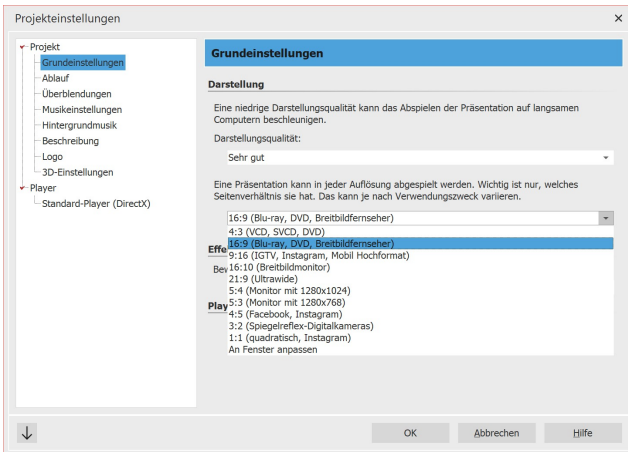 Projekteinstellungen
Projekt
Grundeinstellungen
Ablauf
Überblendungen
Musikeinstellungen
Hintergrundmusik
Beschreibung
Logo
3D-Einstellungen
Player
Standard-Player (DirectX)
Grundeinstellungen
Darstellung
Eine niedrige Darstellungsqualität kann das Abspielen der Präsentation auf langsamen
Computern beschleunigen.
Darstellungsqualität:
Sehr gut
Eine Präsentation kann in jeder Auflösung abgespielt werden. Wichtig ist nur, welches
Seitenverhältnis sie hat. Das kann je nach Verwendungszweck variieren.
16:9 (Blu-ray, DVD, Breitbildfernseher)
4:3 (VCD, SVCD, DVD)
16:9 (Blu-ray, DVD, Breitbildfernseher)
9:16 (IGTV, Instagram, Mobil Hochformat)
16:10 (Breitbildmonitor)
21:9 (Ultrawide)
5:4 (Monitor mit 1280x1024)
5:3 (Monitor mit 1280x768)
4:5 (Facebook, Instagram)
3:2 (Spiegelreflex-Digitalkameras)
1:1 (quadratisch, Instagram)
An Fenster anpassen
OK
Abbrechen
Hilfe